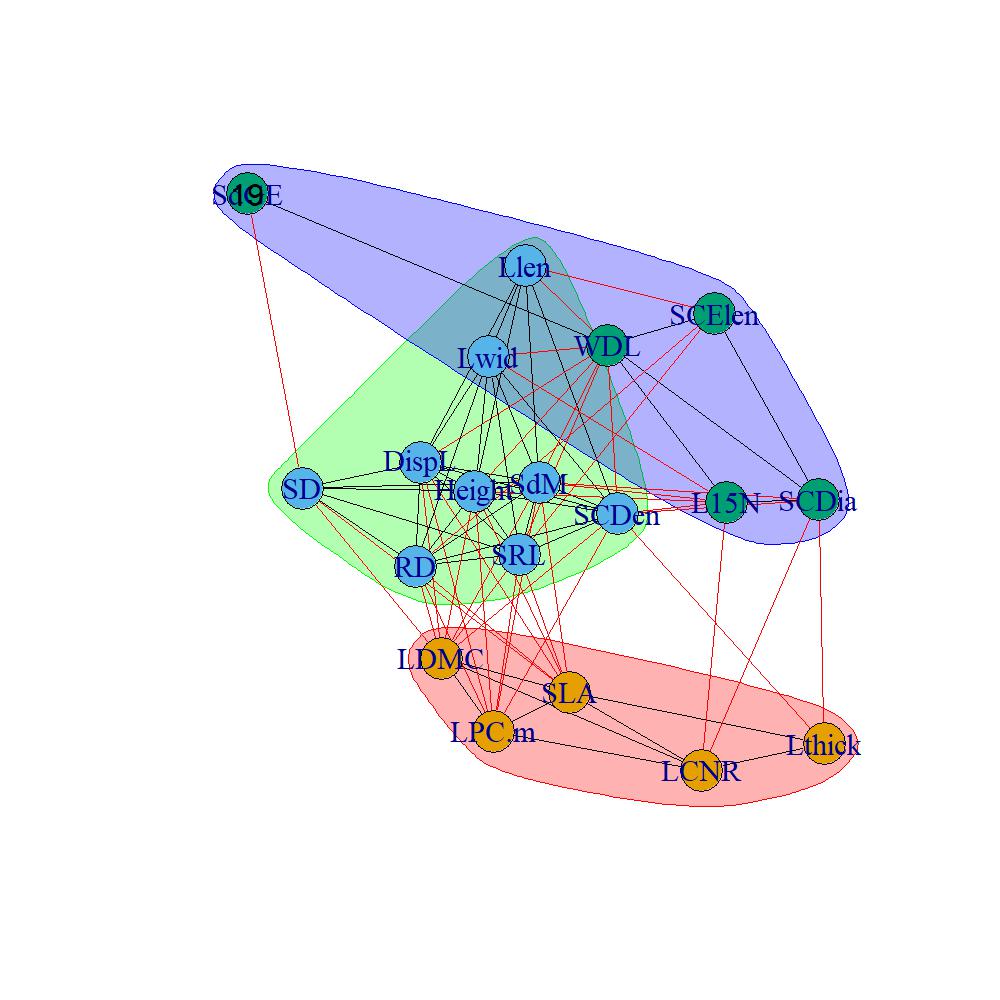 19
Llen
SCElen
WDL
Lwid
DispL
SD
Height
SdM
SCDen
L15N
SCDia
RD
SRL
LDMC
SLA
LPC.m
Lthick
LCNR